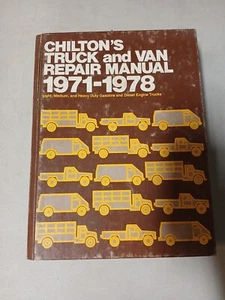 CHILTON'S
TRUCK and VAN
REPAIR MANUAL
1971-1978
Light, Medium, and Heavy Duty Gasoline and Diesel Engine Trucks